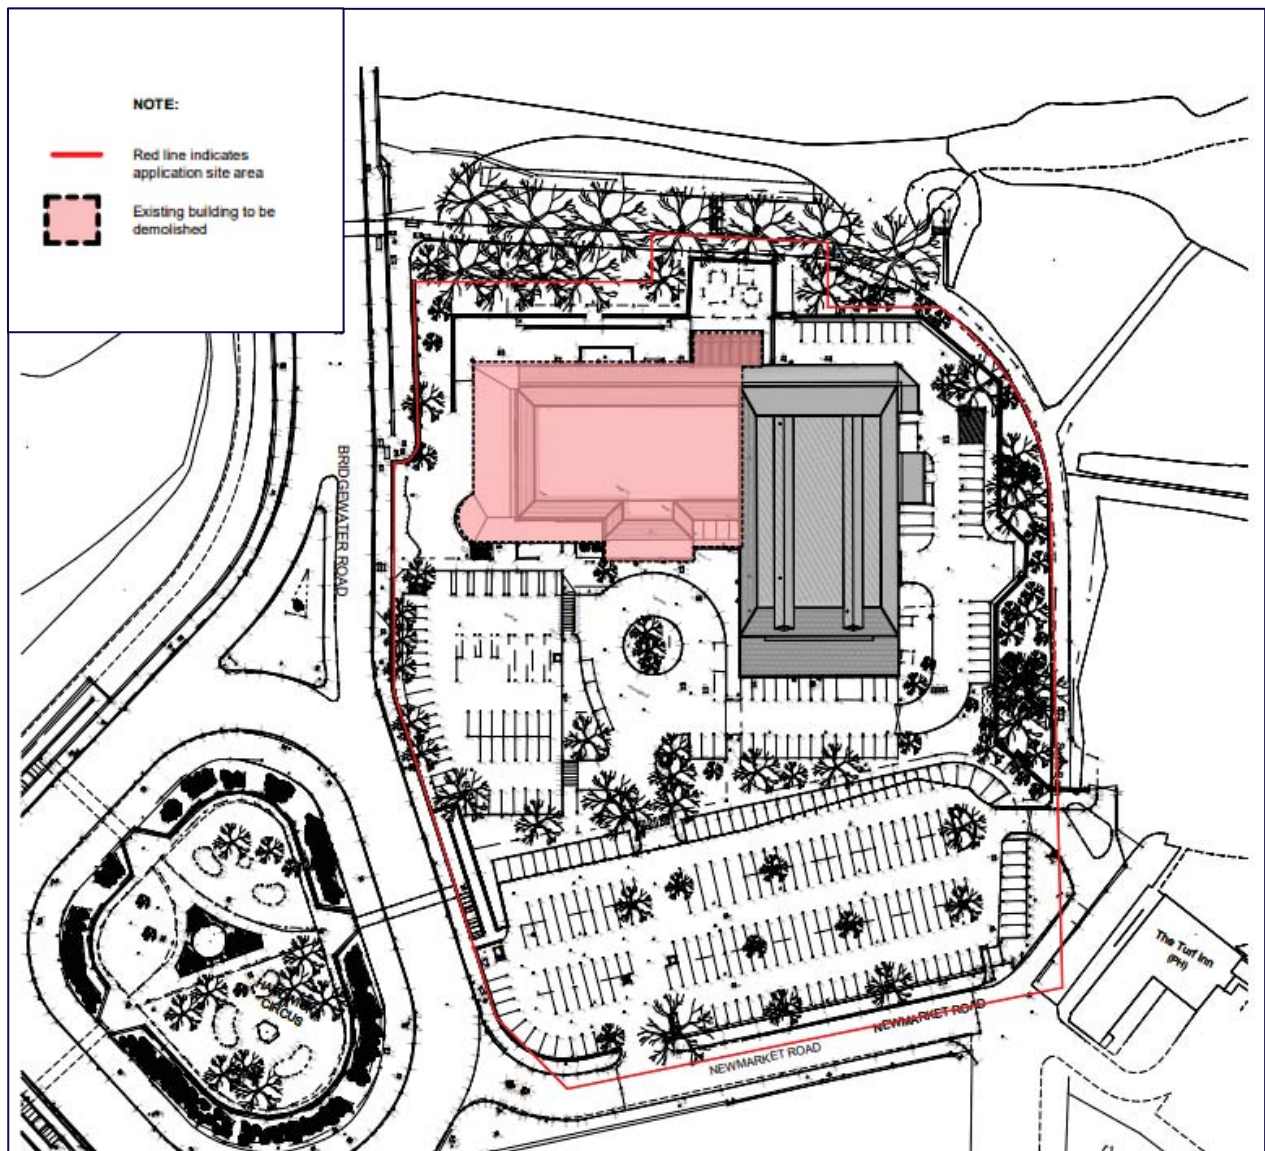 NOTE:
Red line indicates
application site area
Existing building to be
demolished
BRIDGEWATER ROAD
CIRCUS
The Turf Inn
(PH)
NEWMARKET ROAD
NEWMARKET ROAD